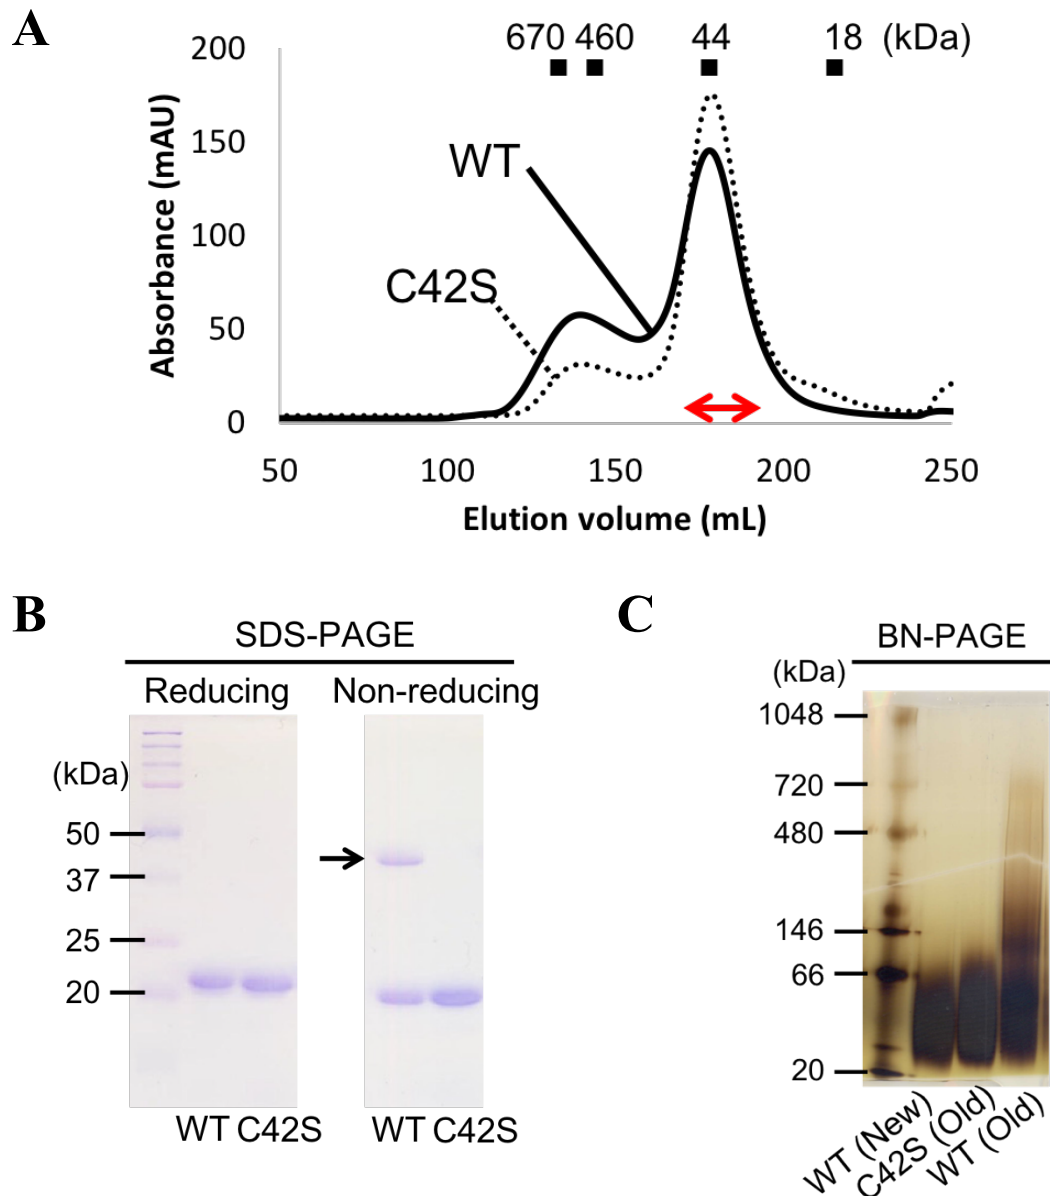 A
670 460 44 18 (kDa)
200
150
100
50
0
Absorbance (mAU)
WT
C42S
50 100 150 200 250
Elution volume (mL)
B
SDS-PAGE
Reducing Non-reducing
(kDa)
50
37
25
20
WT C42S WT C42S
C
BN-PAGE
(kDa)
1048
720
480
146
66
20
WT (New)
C42S (Old)
WT (Old)